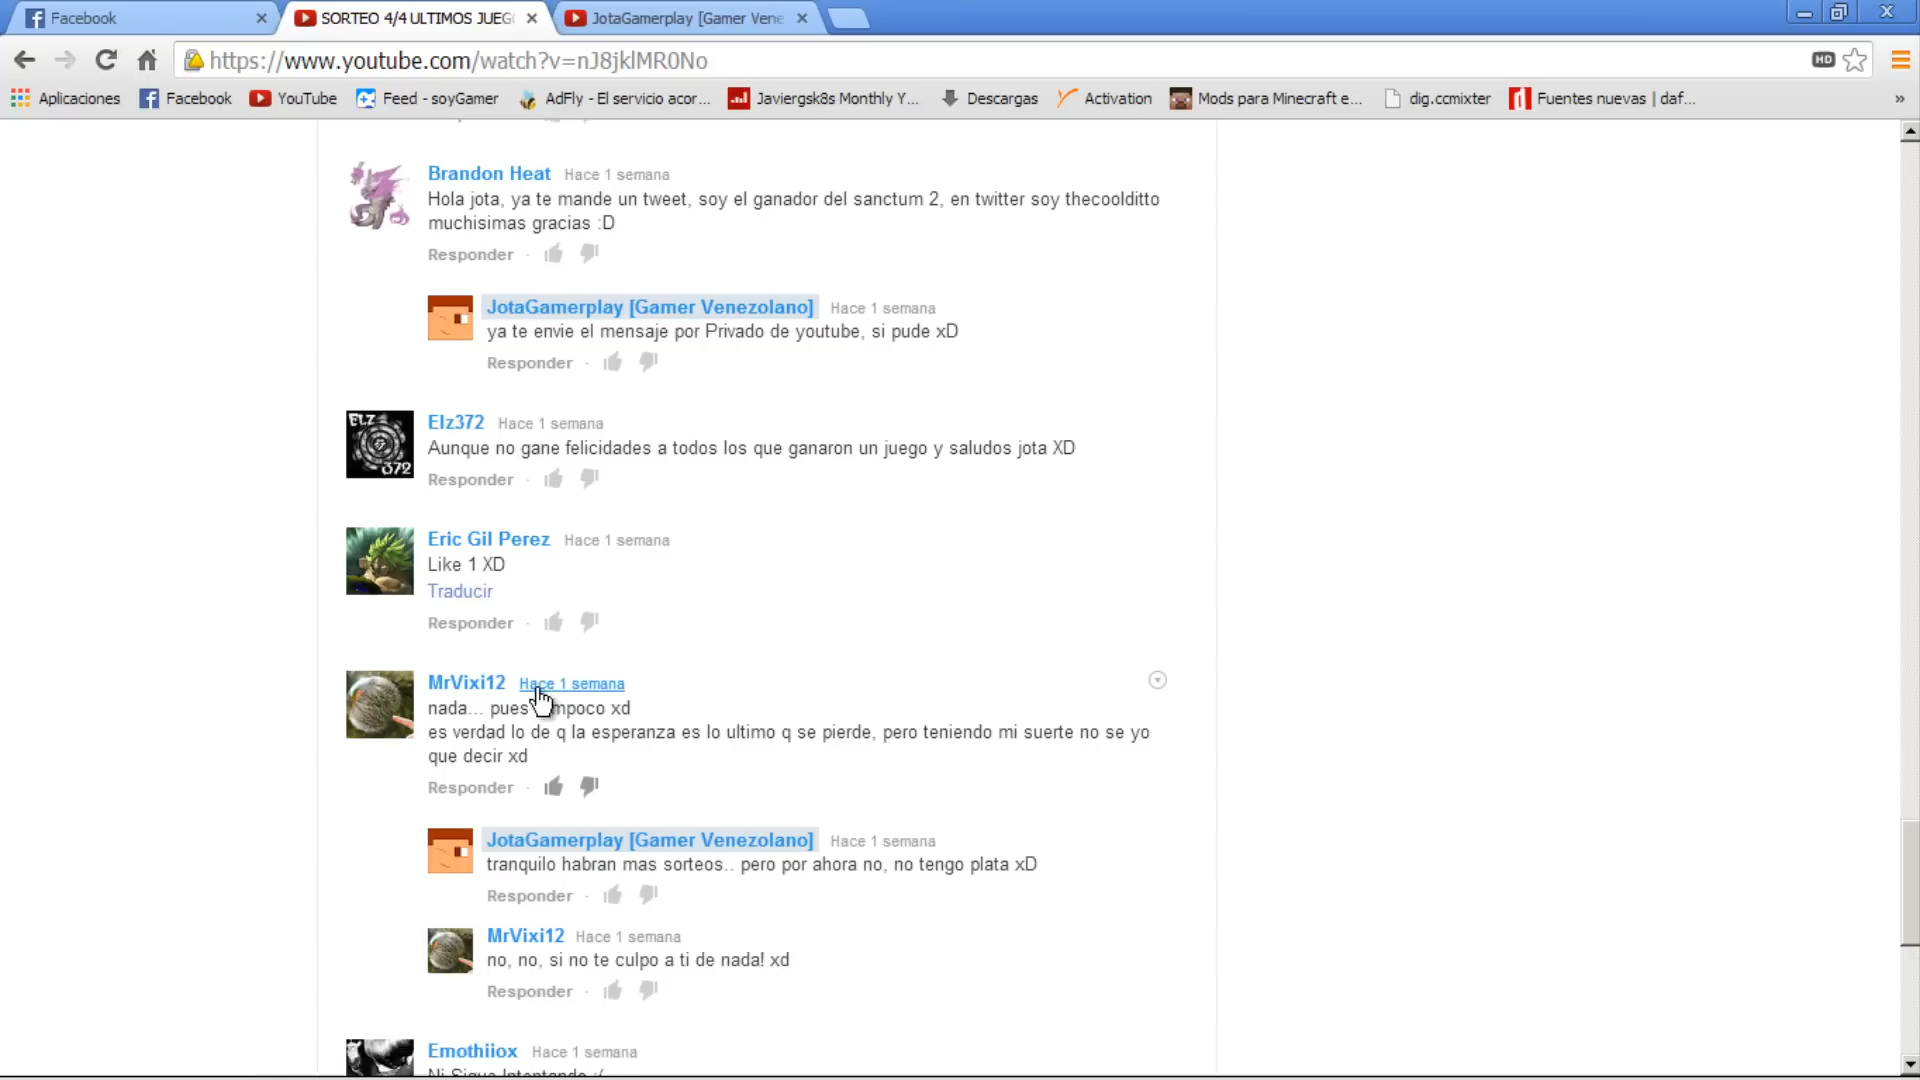 Facebook
SORTEO 4/4 ULTIMOS JUEG
JotaGamerplay [Gamer Vene
https://www.youtube.com/watch?v=nJ8jklMR0No
HD
Aplicaciones
Facebook
YouTube
Feed - soyGamer
AdFly - El servicio acor...
Javiergsk8s Monthly Y...
Descargas
Activation
Mods para Minecraft e...
dig.ccmixter
Fuentes nuevas | daf...
»
Brandon Heat Hace 1 semana
Hola jota, ya te mande un tweet, soy el ganador del sanctum 2, en twitter soy thecoolditto
muchisimas gracias :D
Responder ·
JotaGamerplay [Gamer Venezolano] Hace 1 semana
ya te envie el mensaje por Privado de youtube, si pude xD
Responder ·
ELZ
372
Elz372 Hace 1 semana
Aunque no gane felicidades a todos los que ganaron un juego y saludos jota XD
Responder ·
Eric Gil Perez Hace 1 semana
Like 1 XD
Traducir
Responder ·
MrVixi12 Hace 1 semana
nada... pues mpoco xd
es verdad lo de q la esperanza es lo ultimo q se pierde, pero teniendo mi suerte no se yo
que decir xd
Responder ·
JotaGamerplay [Gamer Venezolano] Hace 1 semana
tranquilo habran mas sorteos.. pero por ahora no, no tengo plata xD
Responder ·
MrVixi12 Hace 1 semana
no, no, si no te culpo a ti de nada! xd
Responder ·
Emothiiox Hace 1 semana
Ni Sigue Intentando :(